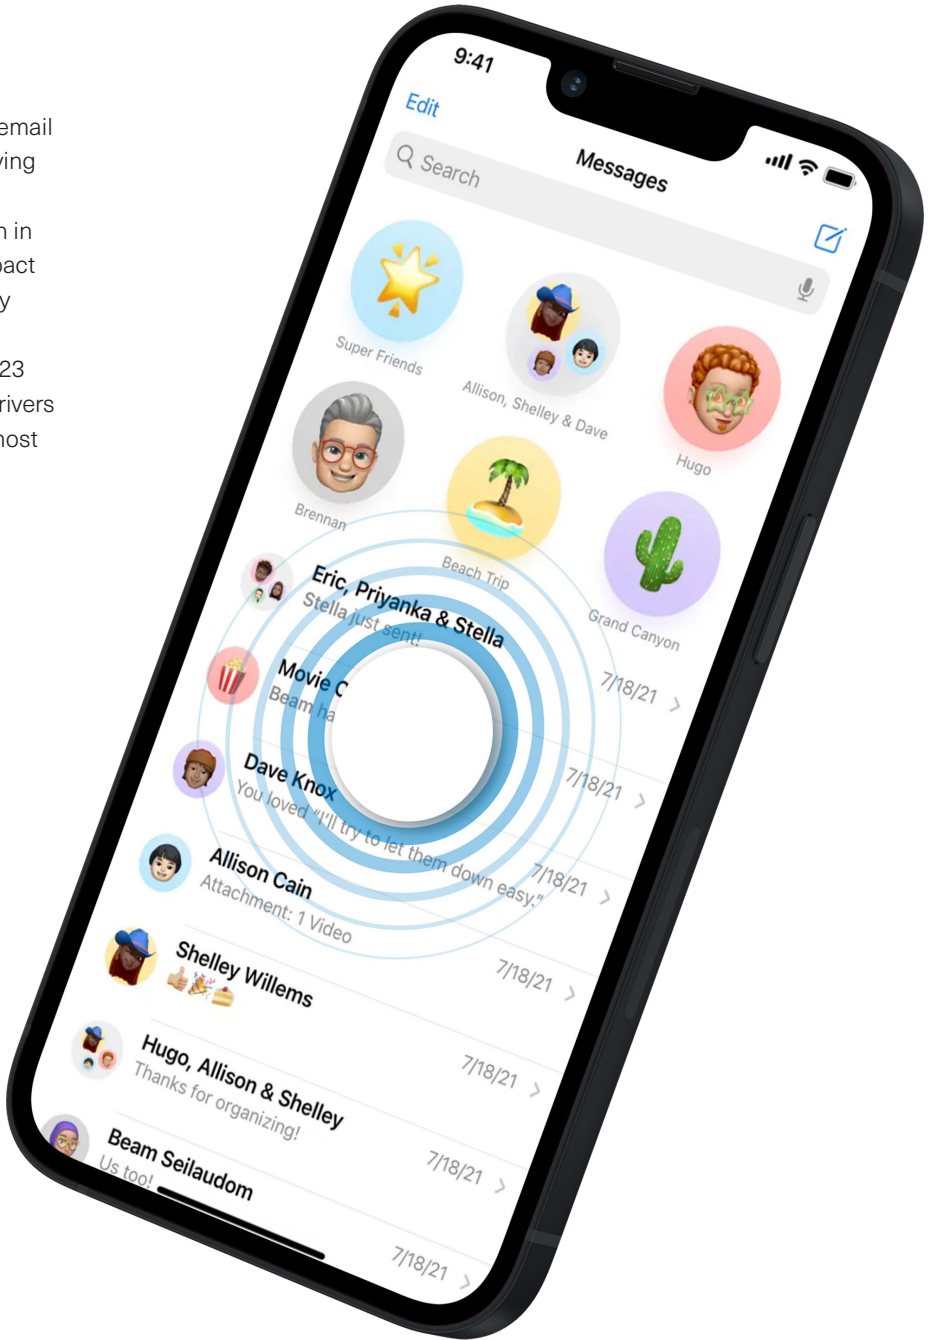 email
ving
n in
pact
y
23
rivers
nost
9:41
Edit
Messages
Search
Super Friends
Allison, Shelley & Dave
Hugo
Brennan
Beach Trip
Grand Canyon
Eric, Priyanka & Stella
7/18/21
Stella just sent!
Movie
7/18/21
Beam ha
Dave Knox
7/18/21
You loved “I'll try to let them down easy.”
Allison Cain
7/18/21
Attachment: 1 Video
Shelley Willems
7/18/21
Hugo, Allison & Shelley
7/18/21
Thanks for organizing!
Beam Seilaudom
7/18/21
Us too!